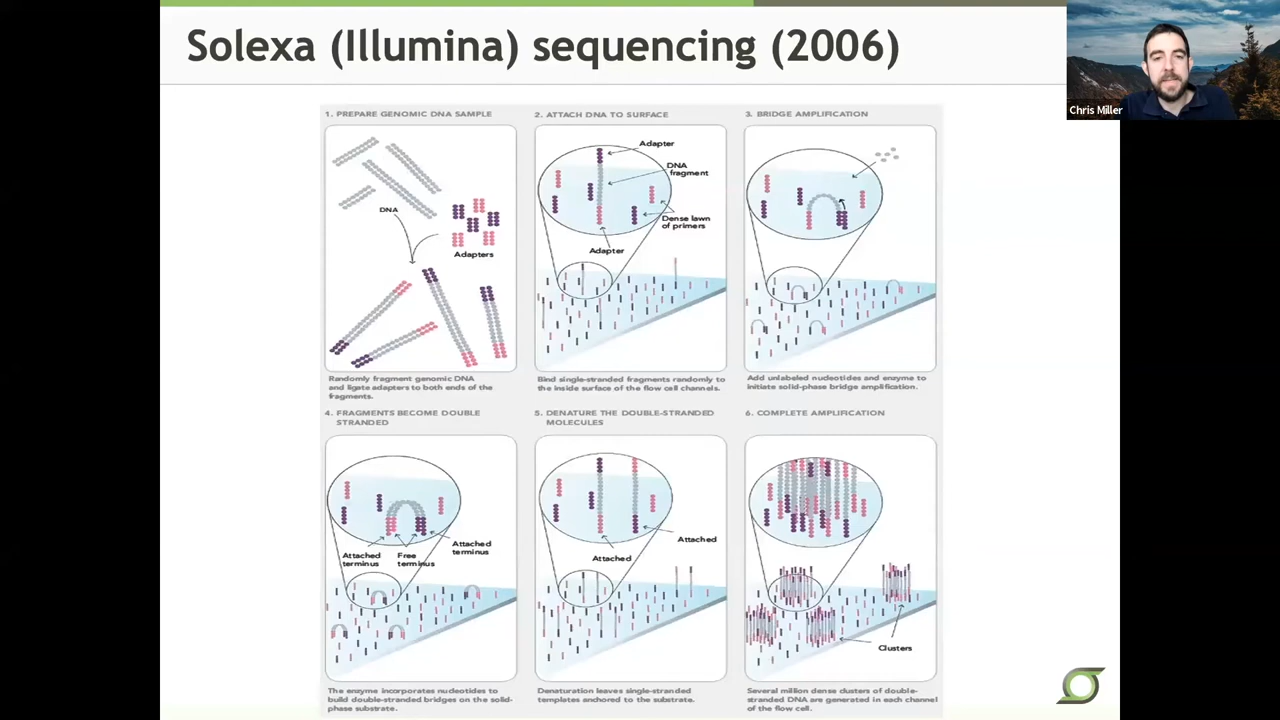 Solexa (Illumina) sequencing (2006)
Chris Miller
1. PREPARE GENOMIC DNA SAMPLE
DNA
Adapters
Randomly fragment genomic DNA
and ligate adapters to both ends of the
fragments.
2. ATTACH DNA TO SURFACE
Adapter
DNA
fragment
Dense lawn
of primers
Adapter
Bind single-stranded fragments randomly to
the inside surface of the flow cell channels.
3. BRIDGE AMPLIFICATION
Add unlabeled nucleotides and enzyme to
initiate solid-phase bridge amplification.
4. FRAGMENTS BECOME DOUBLE
STRANDED
Attached
terminus
Free
terminus
Attached
terminus
The enzyme incorporates nucleotides to
build double-stranded bridges on the solid-
phase substrate.
5. DENATURE THE DOUBLE-STRANDED
MOLECULES
Attached
Attached
Denaturation leaves single-stranded
templates anchored to the substrate.
6. COMPLETE AMPLIFICATION
Clusters
Several million dense clusters of double-
stranded DNA are generated in each channel
of the flow cell.